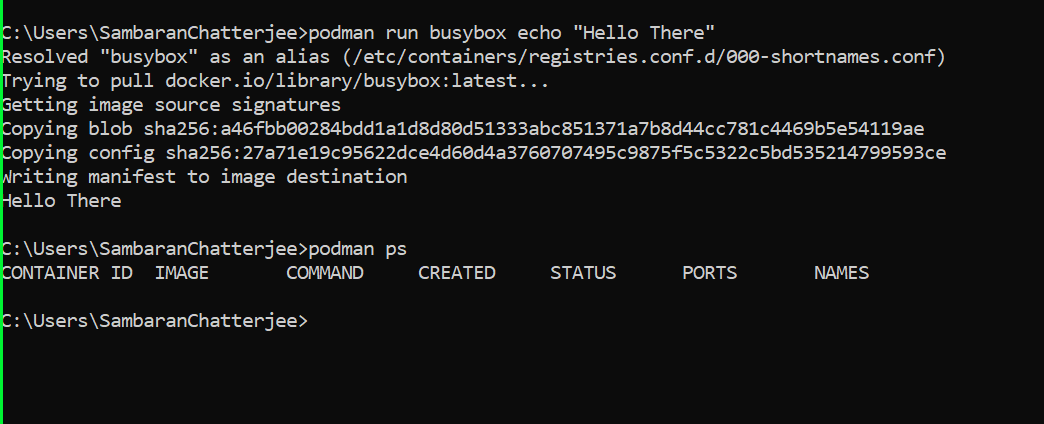 C:\Users\SambaranChatterjee>podman run busybox echo "Hello There"
Resolved "busybox" as an alias (/etc/containers/registries.conf.d/000-shortnames.conf)
Trying to pull docker.io/library/busybox:latest...
Getting image source signatures
Copying blob sha256:a46fbb00284bdd1a1d8d80d51333abc851371a7b8d44cc781c4469b5e54119ae
Copying config sha256:27a71e19c95622dce4d60d4a3760707495c9875f5c5322c5bd535214799593ce
Writing manifest to image destination
Hello There
C:\Users\SambaranChatterjee>podman ps
CONTAINER ID  IMAGE       COMMAND     CREATED     STATUS      PORTS       NAMES
C:\Users\SambaranChatterjee>